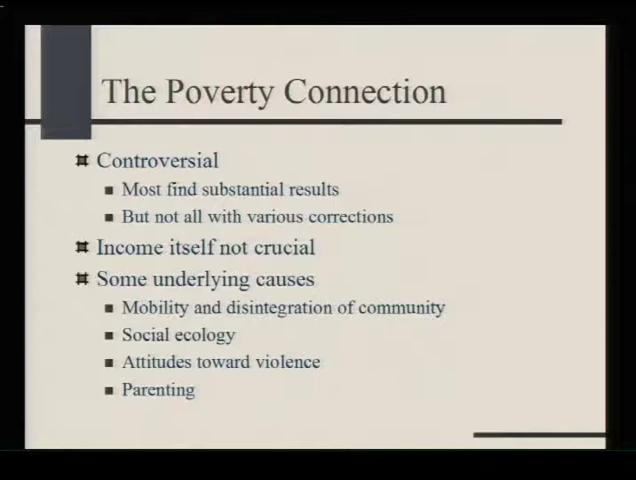 The Poverty Connection
Controversial
Most find substantial results
But not all with various corrections
Income itself not crucial
Some underlying causes
Mobility and disintegration of community
Social ecology
Attitudes toward violence
Parenting